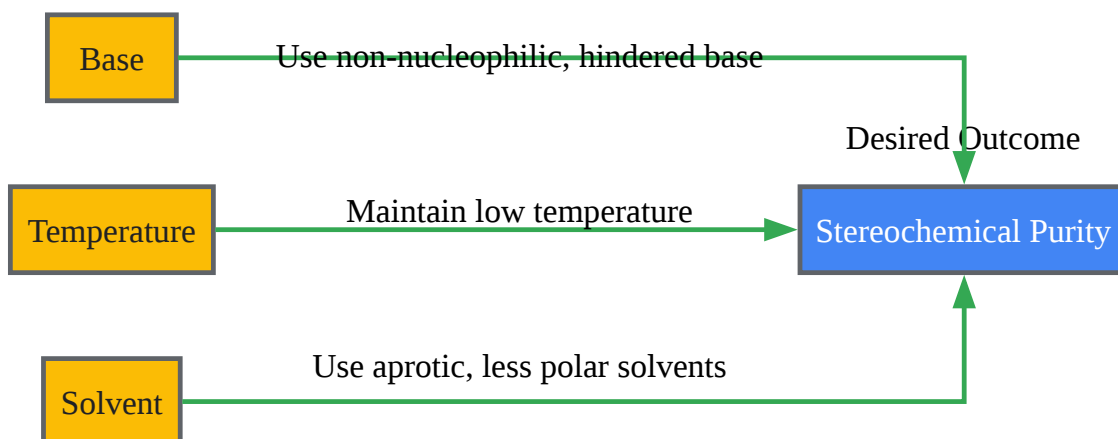 Base
Use non-nucleophilic, hindered base
Desired Outcome
Temperature
Maintain low temperature
Stereochemical Purity
Use aprotic, less polar solvents
Solvent